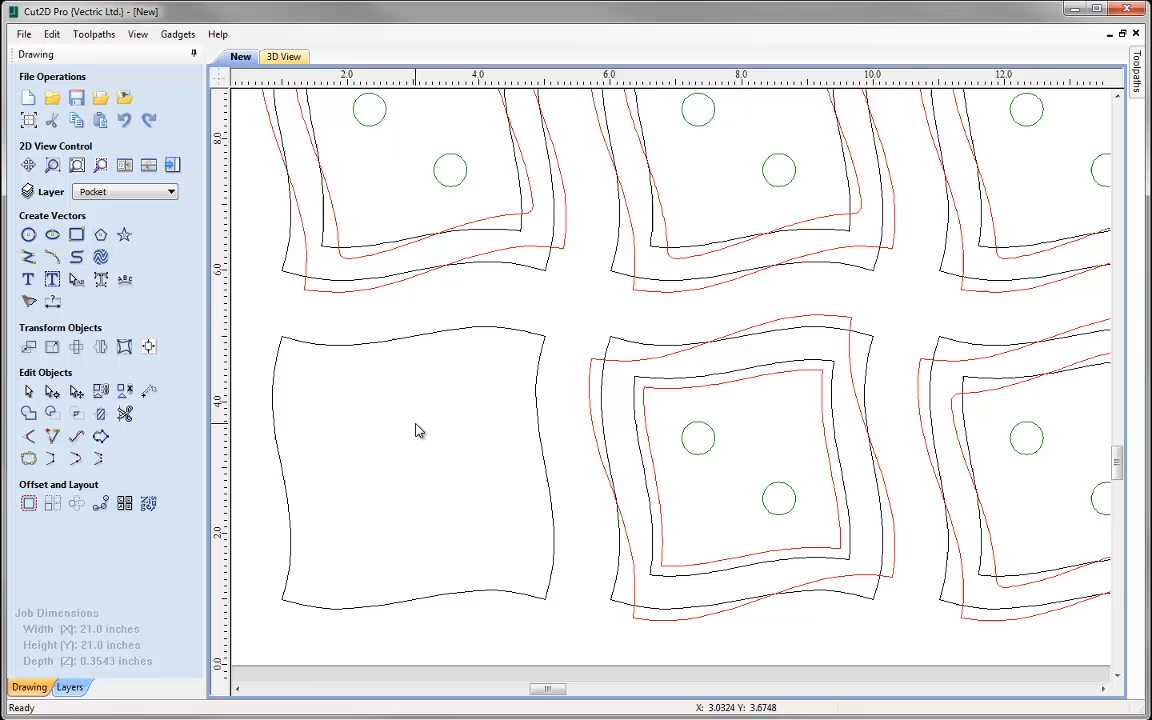 Cut2D Pro {Vectric Ltd.} - [New]
File Edit Toolpaths View Gadgets Help
Drawing
New 3D View
Toolpaths
2.0 4.0 6.0 8.0 10.0 12.0
8.0
6.0
4.0
2.0
0.0
File Operations
2D View Control
Layer Pocket
Create Vectors
Transform Objects
Edit Objects
Offset and Layout
Job Dimensions
Width (X): 21.0 inches
Height (Y): 21.0 inches
Depth (Z): 0.3543 inches
Drawing Layers
Ready X: 3.0324 Y: 3.6748